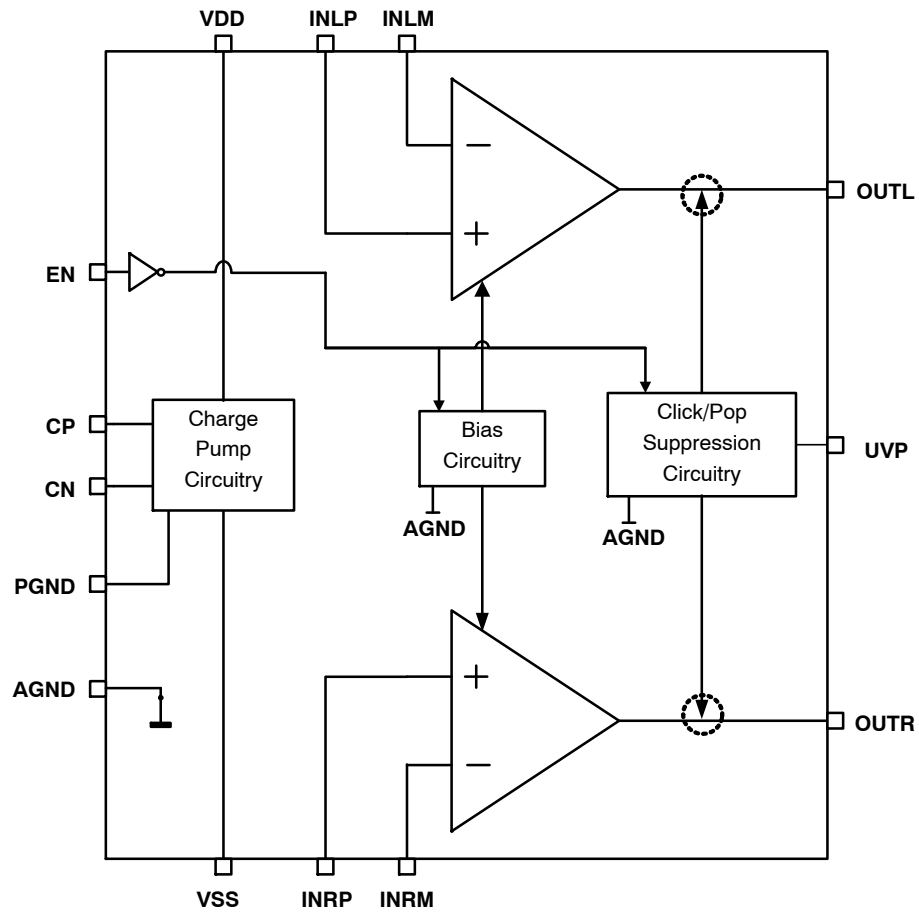 VDD INLP INLM
OUTL
EN
CP
CN
Charge
Pump
Circuitry
Bias
Circuitry
AGND
Click/Pop
Suppression
Circuitry
AGND
UVP
PGND
AGND
OUTR
VSS INRP INRM